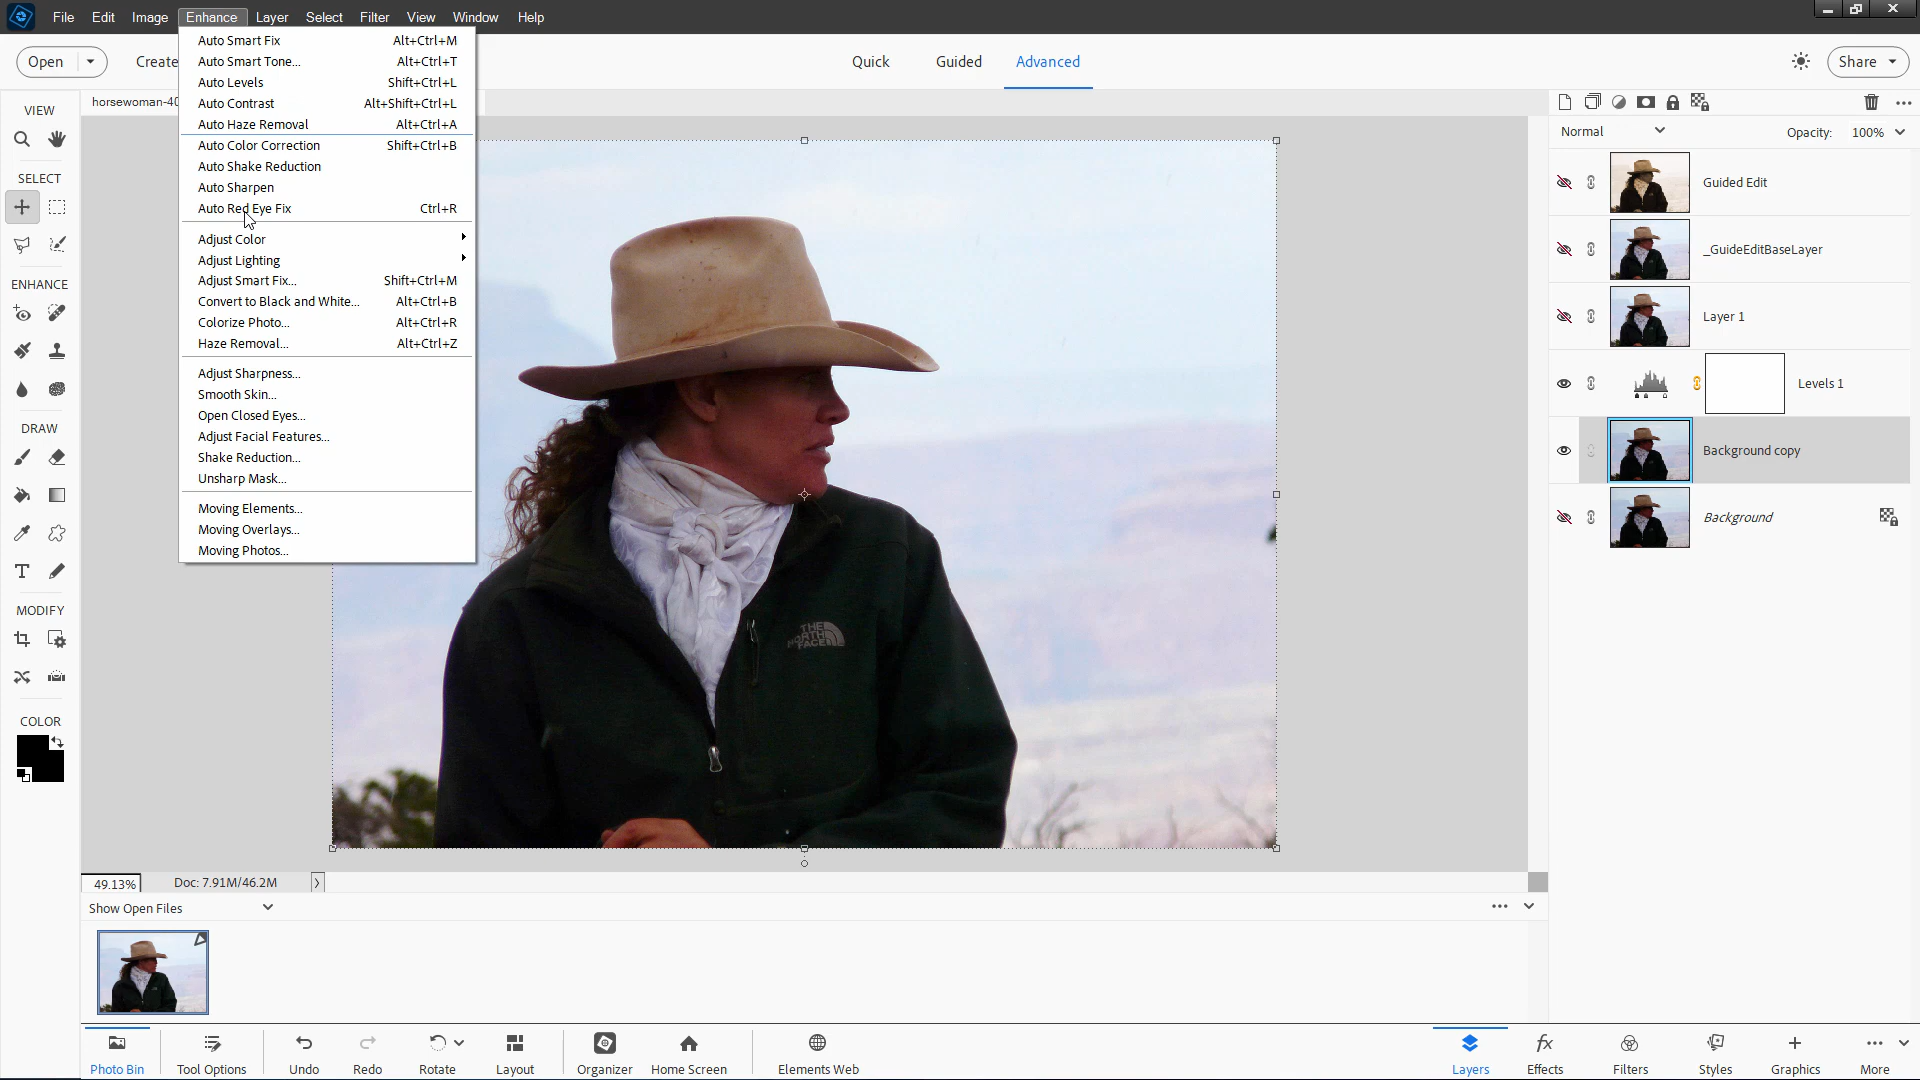 File Edit Image Enhance Layer Select Filter View Window Help
Open Create Quick Guided Advanced Share
horsewoman-40
VIEW
SELECT
ENHANCE
DRAW
MODIFY
COLOR
Auto Smart Fix Alt+Ctrl+M
Auto Smart Tone... Alt+Ctrl+T
Auto Levels Shift+Ctrl+L
Auto Contrast Alt+Shift+Ctrl+L
Auto Haze Removal Alt+Ctrl+A
Auto Color Correction Shift+Ctrl+B
Auto Shake Reduction
Auto Sharpen
Auto Red Eye Fix Ctrl+R
Adjust Color
Adjust Lighting
Adjust Smart Fix... Shift+Ctrl+M
Convert to Black and White... Alt+Ctrl+B
Colorize Photo... Alt+Ctrl+R
Haze Removal... Alt+Ctrl+Z
Adjust Sharpness...
Smooth Skin...
Open Closed Eyes...
Adjust Facial Features...
Shake Reduction...
Unsharp Mask...
Moving Elements...
Moving Overlays...
Moving Photos...
THE
NORTH
FACE
Normal Opacity: 100%
Guided Edit
_GuideEditBaseLayer
Layer 1
Levels 1
Background copy
Background
49.13% Doc: 7.91M/46.2M
Show Open Files
Photo Bin Tool Options Undo Redo Rotate Layout Organizer Home Screen Elements Web Layers Effects Filters Styles Graphics More